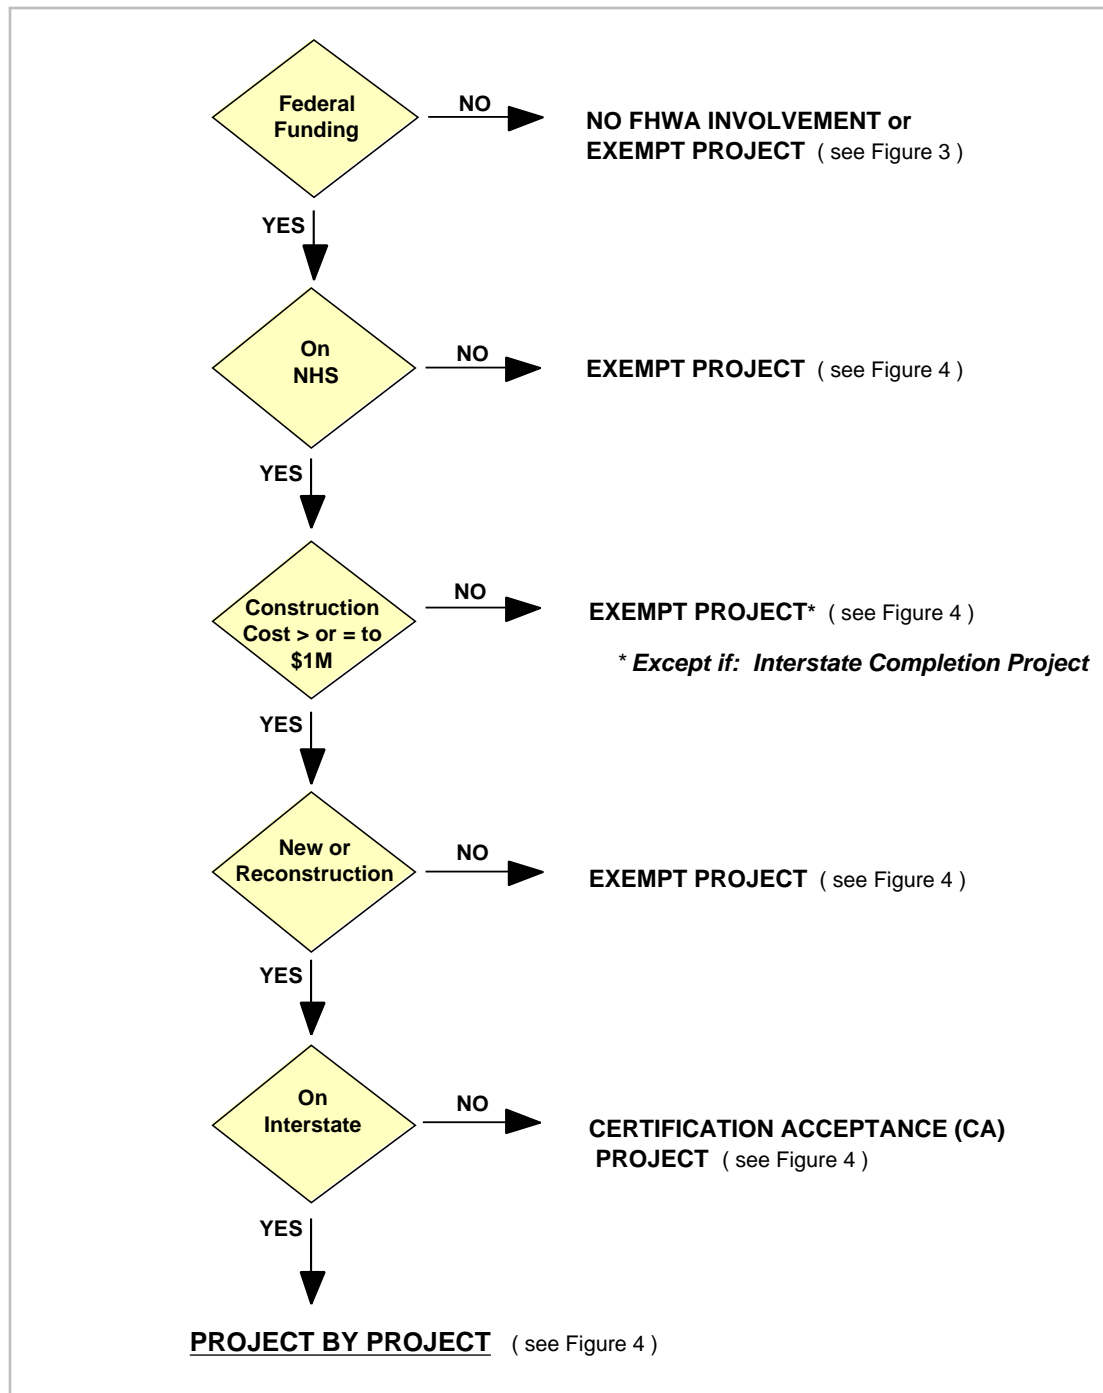 Federal
Funding
NO
NO FHWA INVOLVEMENT or
EXEMPT PROJECT ( see Figure 3 )
YES
On
NHS
NO
EXEMPT PROJECT ( see Figure 4 )
YES
Construction
Cost > or = to
$1M
NO
EXEMPT PROJECT* ( see Figure 4 )
* Except if: Interstate Completion Project
YES
New or
Reconstruction
NO
EXEMPT PROJECT ( see Figure 4 )
YES
On
Interstate
NO
CERTIFICATION ACCEPTANCE (CA)
PROJECT ( see Figure 4 )
YES
PROJECT BY PROJECT ( see Figure 4 )